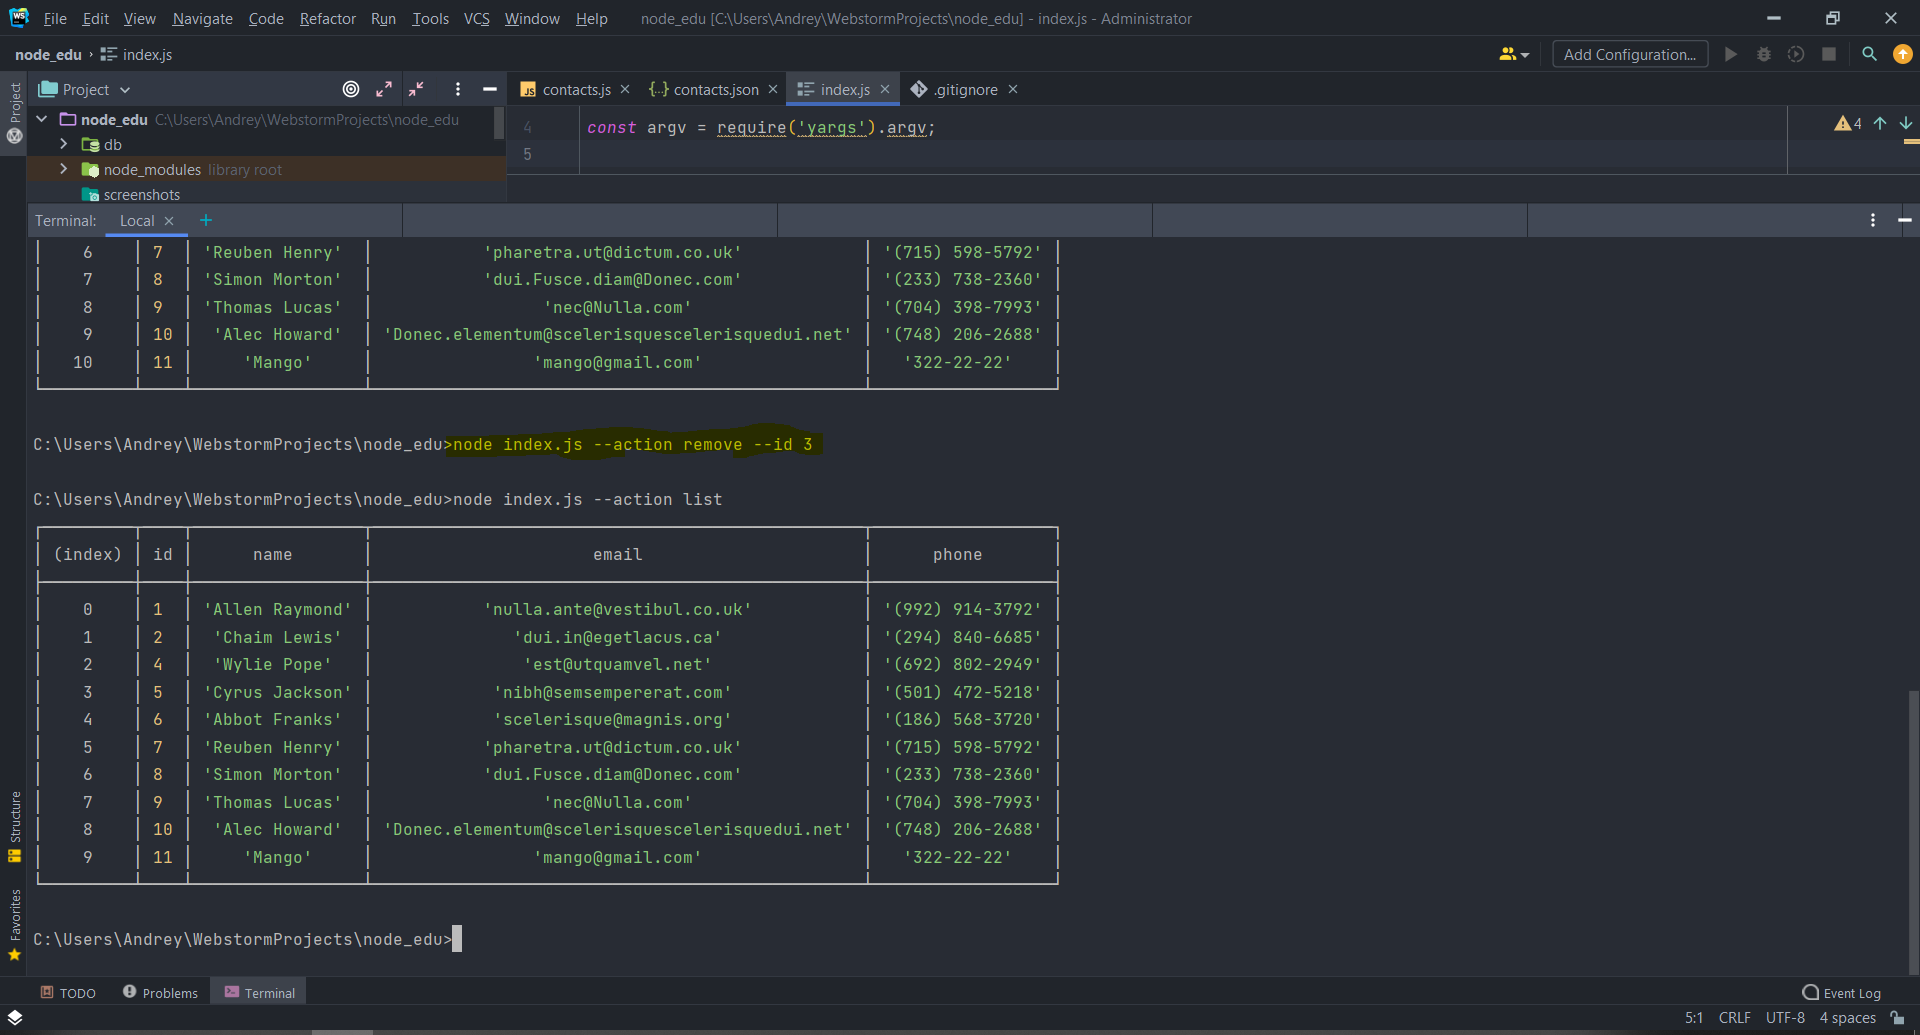 File Edit View Navigate Code Refactor Run Tools VCS Window Help node_edu [C:\Users\Andrey\WebstormProjects\node_edu] - index.js - Administrator
node_edu › index.js Add Configuration...
Project Project contacts.js contacts.json index.js .gitignore
node_edu C:\Users\Andrey\WebstormProjects\node_edu
4 const argv = require('yargs').argv; 4
db
5
node_modules library root
screenshots
Terminal: Local
6 7 'Reuben Henry' 'pharetra.ut@dictum.co.uk' '(715) 598-5792'
7 8 'Simon Morton' 'dui.Fusce.diam@Donec.com' '(233) 738-2360'
8 9 'Thomas Lucas' 'nec@Nulla.com' '(704) 398-7993'
9 10 'Alec Howard' 'Donec.elementum@scelerisquescelerisquedui.net' '(748) 206-2688'
10 11 'Mango' 'mango@gmail.com' '322-22-22'
C:\Users\Andrey\WebstormProjects\node_edu>node index.js --action remove --id 3
C:\Users\Andrey\WebstormProjects\node_edu>node index.js --action list
(index) id name email phone
0 1 'Allen Raymond' 'nulla.ante@vestibul.co.uk' '(992) 914-3792'
1 2 'Chaim Lewis' 'dui.in@egetlacus.ca' '(294) 840-6685'
2 4 'Wylie Pope' 'est@utquamvel.net' '(692) 802-2949'
3 5 'Cyrus Jackson' 'nibh@semsempererat.com' '(501) 472-5218'
4 6 'Abbot Franks' 'scelerisque@magnis.org' '(186) 568-3720'
5 7 'Reuben Henry' 'pharetra.ut@dictum.co.uk' '(715) 598-5792'
6 8 'Simon Morton' 'dui.Fusce.diam@Donec.com' '(233) 738-2360'
7 9 'Thomas Lucas' 'nec@Nulla.com' '(704) 398-7993'
8 10 'Alec Howard' 'Donec.elementum@scelerisquescelerisquedui.net' '(748) 206-2688'
9 11 'Mango' 'mango@gmail.com' '322-22-22'
Structure
Favorites
C:\Users\Andrey\WebstormProjects\node_edu>
TODO Problems Terminal Event Log
5:1 CRLF UTF-8 4 spaces